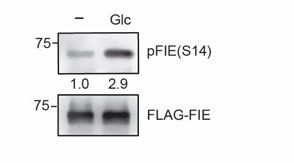 – Glc
75 pFIE(S14)
1.0 2.9
75 FLAG-FIE